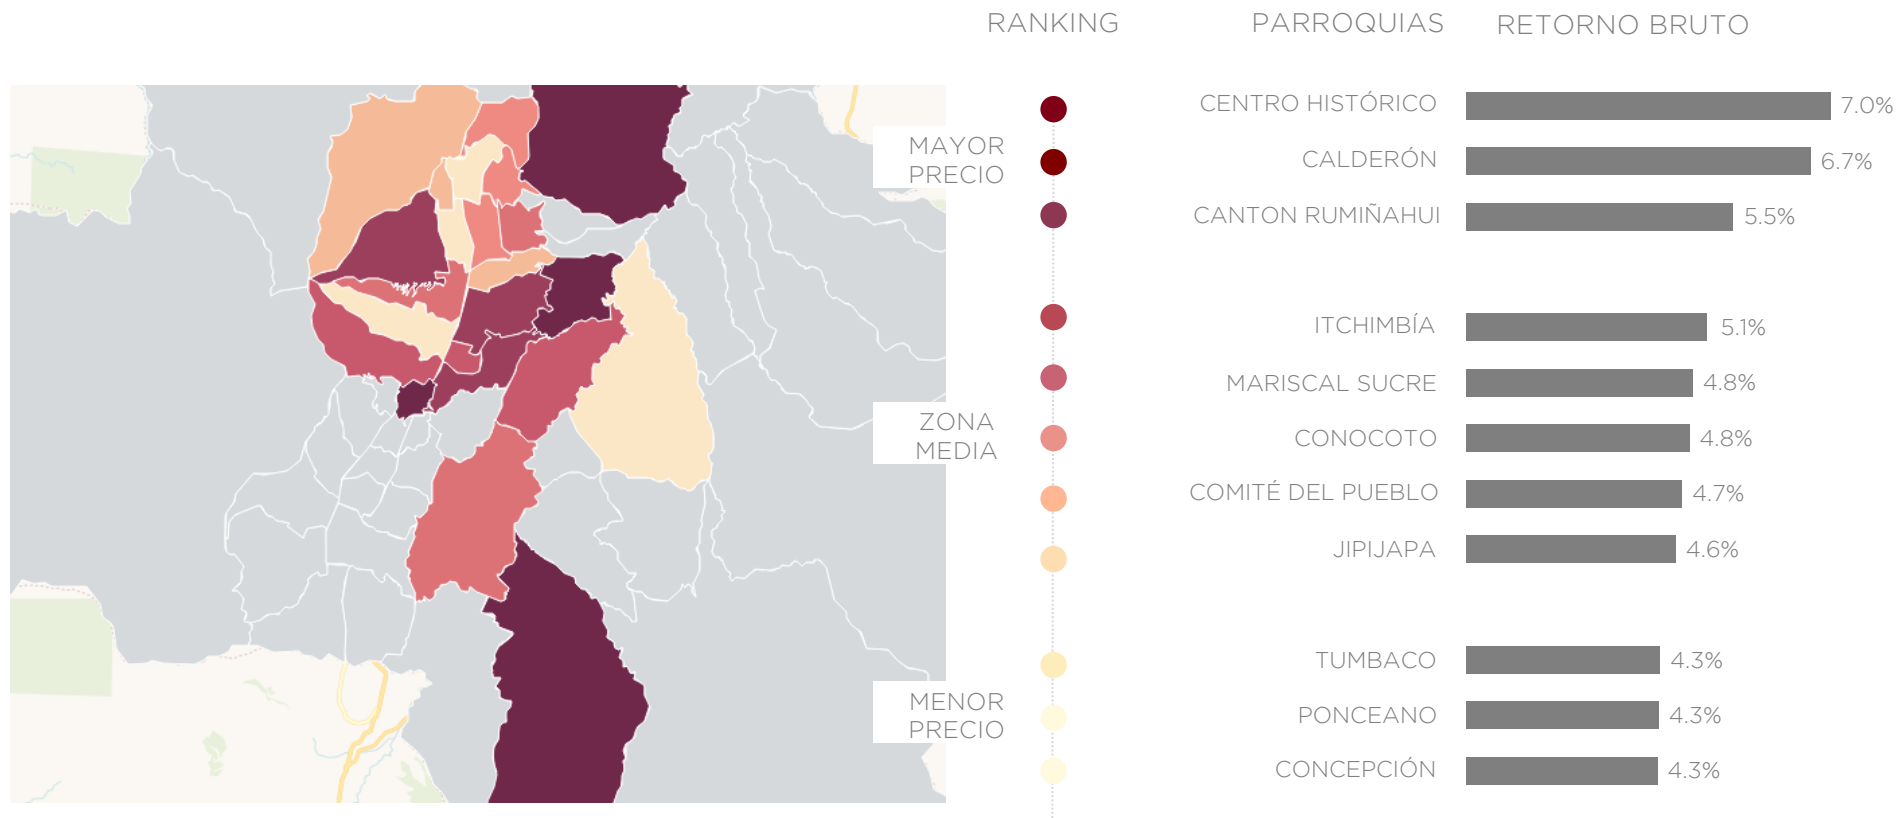 RANKING
PARROQUIAS
RETORNO BRUTO
MAYOR
PRECIO
CENTRO HISTÓRICO
7.0%
CALDERÓN
6.7%
CANTON RUMIÑAHUI
5.5%
ZONA
MEDIA
ITCHIMBÍA
5.1%
MARISCAL SUCRE
4.8%
CONOCOTO
4.8%
COMITÉ DEL PUEBLO
4.7%
JIPIJAPA
4.6%
MENOR
PRECIO
TUMBACO
4.3%
PONCEANO
4.3%
CONCEPCIÓN
4.3%